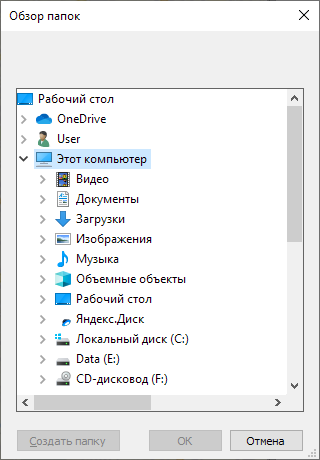 Обзор папок
Рабочий стол
OneDrive
User
Этот компьютер
Видео
Документы
Загрузки
Изображения
Музыка
Объемные объекты
Рабочий стол
Яндекс.Диск
Локальный диск (C:)
Data (E:)
CD-дисковод (F:)
Создать папку
ОК
Отмена